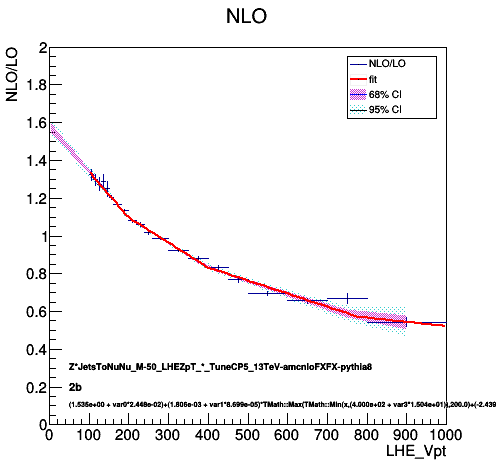 NLO
NLO/LO
2
1.8
1.6
1.4
1.2
1
0.8
0.6
0.4
0.2
0
NLO/LO
fit
68% CI
95% CI
Z*JetsToNuNu_M-50_LHEZpT_*_TuneCP5_13TeV-amcnloFXFX-pythia8
2b
(1.535e+00 + var0*2.448e-02)+(1.806e-03 + var1*8.699e-05)*TMath::Max(TMath::Min(x,(4.000e+02 + var3*1.504e+01)),200.0)+(-2.439
0 100 200 300 400 500 600 700 800 900 1000
LHE_Vpt